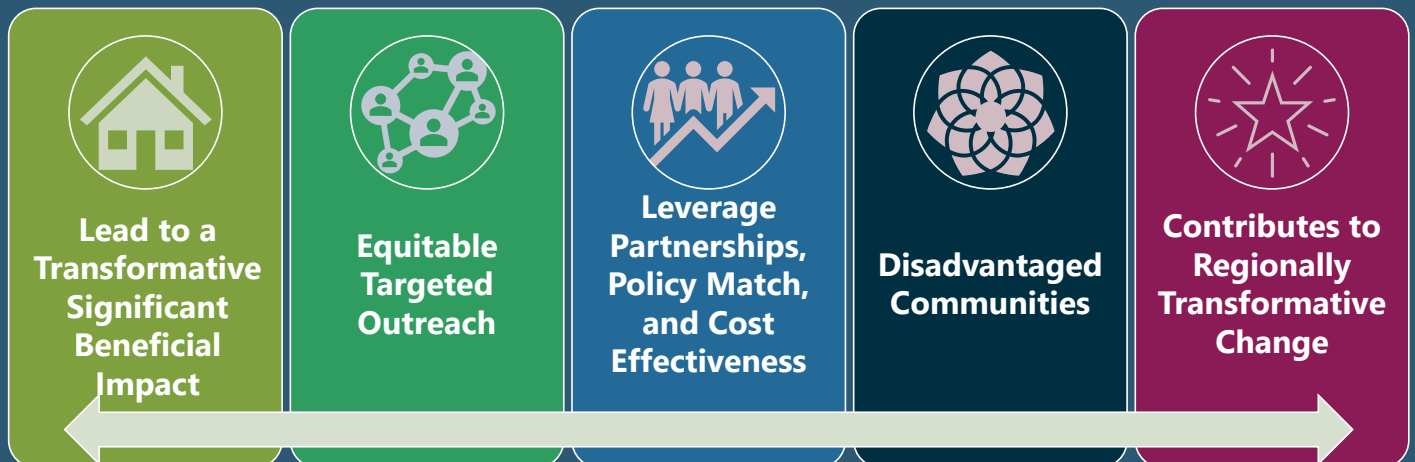 Lead to a
Transformative
Significant
Beneficial
Impact
Equitable
Targeted
Outreach
Leverage
Partnerships,
Policy Match,
and Cost
Effectiveness
Disadvantaged
Communities
Contributes to
Regionally
Transformative
Change